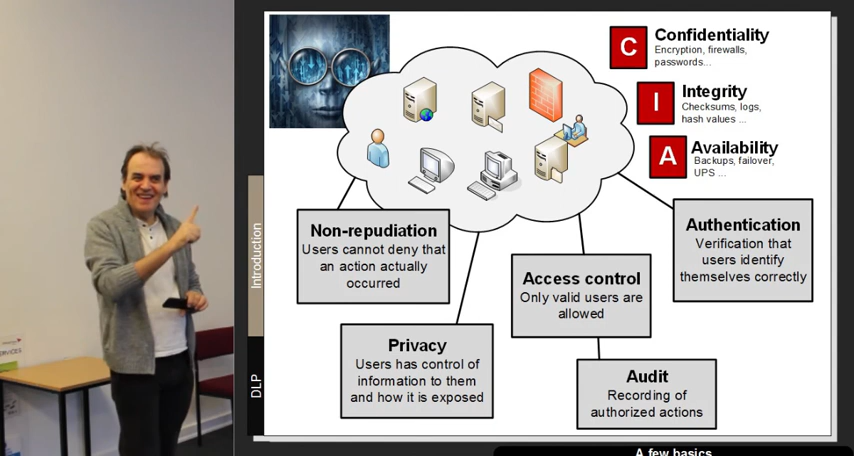 C
Confidentiality
Encryption, firewalls,
passwords...
I
Integrity
Checksums, logs,
hash values ...
A
Availability
Backups, failover,
UPS ...
Non-repudiation
Users cannot deny that
an action actually
occurred
Authentication
Verification that
users identify
themselves correctly
Access control
Only valid users are
allowed
Privacy
Users has control of
information to them
and how it is exposed
Audit
Recording of
authorized actions
Introduction
DLP
A few basics